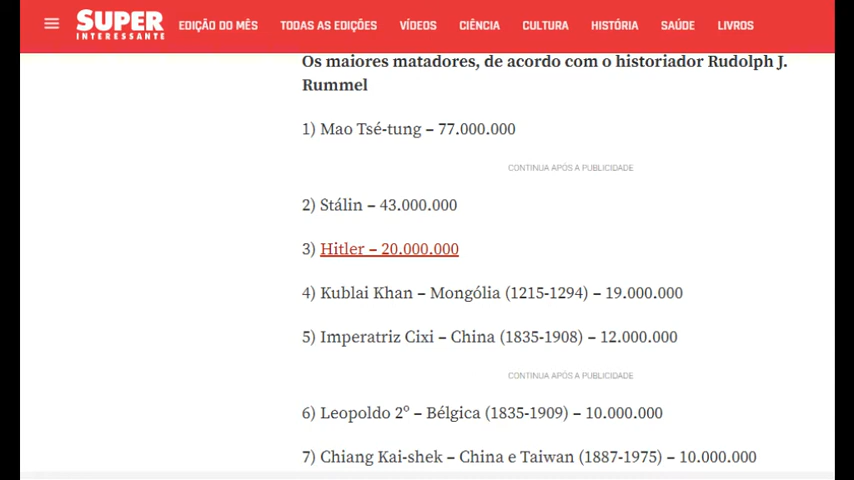 SUPER
INTERESSANTE
EDIÇÃO DO MÊS TODAS AS EDIÇÕES VÍDEOS CIÊNCIA CULTURA HISTÓRIA SAÚDE LIVROS
Os maiores matadores, de acordo com o historiador Rudolph J.
Rummel
1) Mao Tsé-tung – 77.000.000
CONTINUA APÓS A PUBLICIDADE
2) Stálin – 43.000.000
3) Hitler – 20.000.000
4) Kublai Khan – Mongólia (1215-1294) – 19.000.000
5) Imperatriz Cixi – China (1835-1908) – 12.000.000
CONTINUA APÓS A PUBLICIDADE
6) Leopoldo 2º – Bélgica (1835-1909) – 10.000.000
7) Chiang Kai-shek – China e Taiwan (1887-1975) – 10.000.000